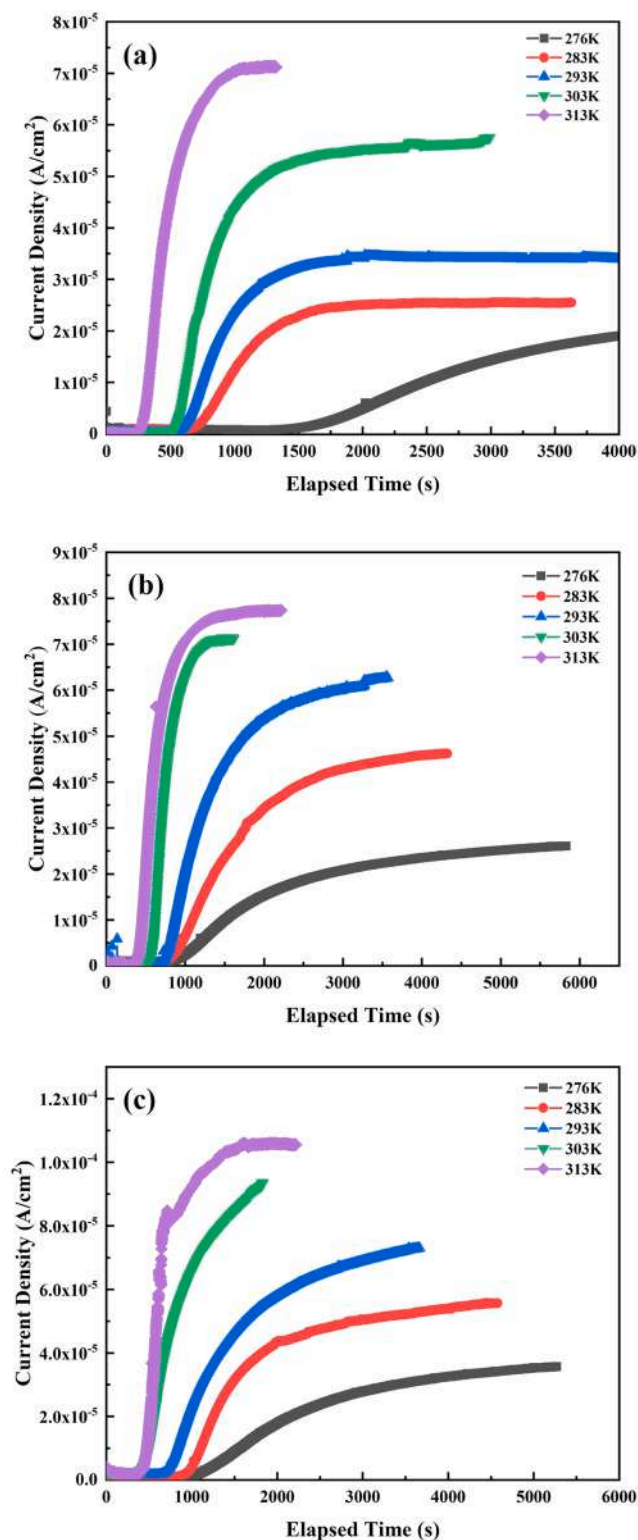 (a)
276K
283K
293K
303K
313K
8x10⁻⁵
7x10⁻⁵
6x10⁻⁵
5x10⁻⁵
4x10⁻⁵
3x10⁻⁵
2x10⁻⁵
1x10⁻⁵
0
Current Density (A/cm²)
0 500 1000 1500 2000 2500 3000 3500 4000
Elapsed Time (s)
(b)
276K
283K
293K
303K
313K
9x10⁻⁵
8x10⁻⁵
7x10⁻⁵
6x10⁻⁵
5x10⁻⁵
4x10⁻⁵
3x10⁻⁵
2x10⁻⁵
1x10⁻⁵
0
Current Density (A/cm²)
0 1000 2000 3000 4000 5000 6000
Elapsed Time (s)
(c)
276K
283K
293K
303K
313K
1.2x10⁻⁴
1.0x10⁻⁴
8.0x10⁻⁵
6.0x10⁻⁵
4.0x10⁻⁵
2.0x10⁻⁵
0.0
Current Density (A/cm²)
0 1000 2000 3000 4000 5000 6000
Elapsed Time (s)